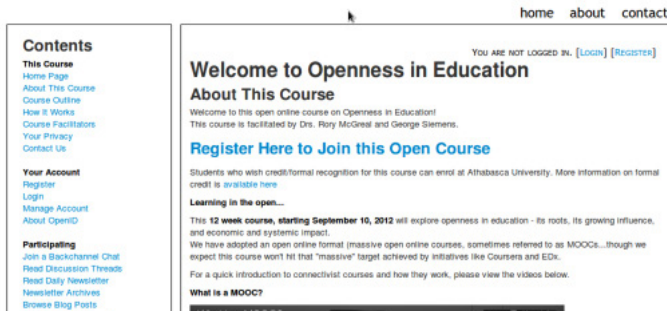 home about contact
Contents
This Course
Home Page
About This Course
Course Outline
How It Works
Course Facilitators
Your Privacy
Contact Us
Your Account
Register
Login
Manage Account
About OpenID
Participating
Join a Backchannel Chat
Read Discussion Threads
Read Daily Newsletter
Newsletter Archives
Browse Blog Posts
You are not logged in. [Login] [Register]
Welcome to Openness in Education
About This Course
Welcome to this open online course on Openness in Education!
This course is facilitated by Drs. Rory McGreal and George Siemens.
Register Here to Join this Open Course
Students who wish credit/formal recognition for this course can enrol at Athabasca University. More information on formal
credit is available here
Learning in the open...
This 12 week course, starting September 10, 2012 will explore openness in education - its roots, its growing influence,
and economic and systemic impact.
We have adopted an open online format (massive open online courses, sometimes referred to as MOOCs...though we
expect this course won't hit that "massive" target achieved by initiatives like Coursera and EDx.
For a quick introduction to connectivist courses and how they work, please view the videos below.
What is a MOOC?